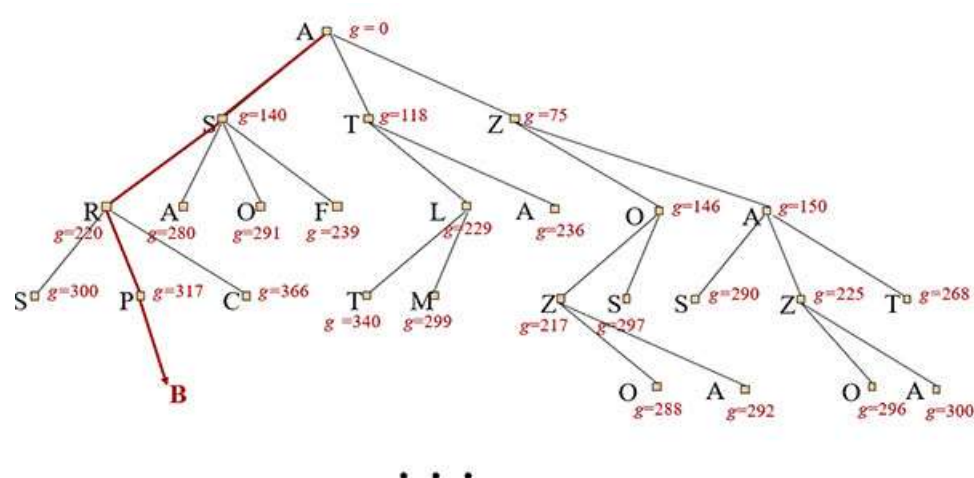 A g = 0
S g=140 T g=118 Z g=75
R A O F L A O g=146 A g=150
g=220 g=280 g=291 g=239 g=229 g=236
S g=300 P g=317 C g=366 T M Z S S g=290 Z g=225 T g=268
g =340 g=299 g=217 g=297
B O A O A
g=288 g=292 g=296 g=300
. . .